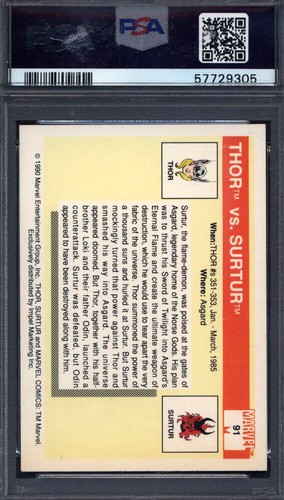 PSA
57729305
THOR™ vs. SURTUR™
MARVEL
91
When: THOR #s 351-353, Jan. - March, 1985
Where: Asgard
THOR
SURTUR
Surtur, the flame-demon, was poised at the gates of
Asgard, legendary home of the Norse Gods. His plan
was to thrust his Sword of Twilight into Asgard's
Eternal Flame and create an ultimate weapon of
destruction, which he would use to tear apart the very
fabric of the universe. Thor summoned the power of
a thousand suns and hurled it at Surtur. But Surtur
mockingly turned the power against Thor and
smashed his way into Asgard. The universe
appeared doomed. But Thor, together with his half-
brother Loki and their father Odin, launched a
counterattack. Surtur was defeated, but Odin
appeared to have been destroyed along with him.
© 1990 Marvel Entertainment Group, Inc. THOR, SURTUR and MARVEL COMICS: TM Marvel.
Exclusively distributed by Impel Marketing Inc.